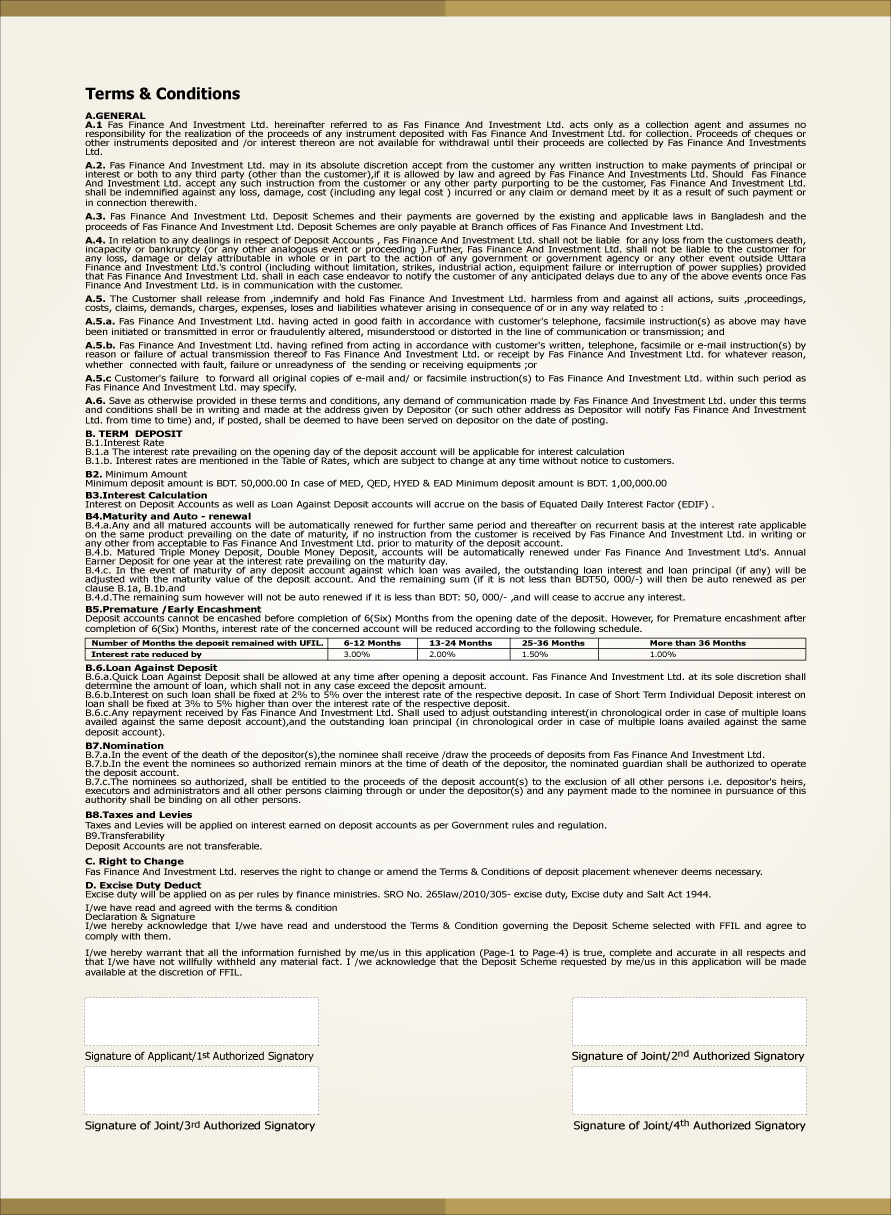 Terms & Conditions
A.GENERAL
A.1 Fas Finance And Investment Ltd. hereinafter referred to as Fas Finance And Investment Ltd. acts only as a collection agent and assumes no
responsibility for the realization of the proceeds of any instrument deposited with Fas Finance And Investment Ltd. for collection. Proceeds of cheques or
other instruments deposited and /or interest thereon are not available for withdrawal until their proceeds are collected by Fas Finance And Investments
Ltd.
A.2. Fas Finance And Investment Ltd. may in its absolute discretion accept from the customer any written instruction to make payments of principal or
interest or both to any third party (other than the customer),if it is allowed by law and agreed by Fas Finance And Investments Ltd. Should Fas Finance
And Investment Ltd. accept any such instruction from the customer or any other party purporting to be the customer, Fas Finance And Investment Ltd.
shall be indemnified against any loss, damage, cost (including any legal cost ) incurred or any claim or demand meet by it as a result of such payment or
in connection therewith.
A.3. Fas Finance And Investment Ltd. Deposit Schemes and their payments are governed by the existing and applicable laws in Bangladesh and the
proceeds of Fas Finance And Investment Ltd. Deposit Schemes are only payable at Branch offices of Fas Finance And Investment Ltd.
A.4. In relation to any dealings in respect of Deposit Accounts , Fas Finance And Investment Ltd. shall not be liable for any loss from the customers death,
incapacity or bankruptcy (or any other analogous event or proceeding ).Further, Fas Finance And Investment Ltd. shall not be liable to the customer for
any loss, damage or delay attributable in whole or in part to the action of any government or government agency or any other event outside Uttara
Finance and Investment Ltd.'s control (including without limitation, strikes, industrial action, equipment failure or interruption of power supplies) provided
that Fas Finance And Investment Ltd. shall in each case endeavor to notify the customer of any anticipated delays due to any of the above events once Fas
Finance And Investment Ltd. is in communication with the customer.
A.5. The Customer shall release from ,indemnify and hold Fas Finance And Investment Ltd. harmless from and against all actions, suits ,proceedings,
costs, claims, demands, charges, expenses, loses and liabilities whatever arising in consequence of or in any way related to :
A.5.a. Fas Finance And Investment Ltd. having acted in good faith in accordance with customer's telephone, facsimile instruction(s) as above may have
been initiated or transmitted in error or fraudulently altered, misunderstood or distorted in the line of communication or transmission; and
A.5.b. Fas Finance And Investment Ltd. having refined from acting in accordance with customer's written, telephone, facsimile or e-mail instruction(s) by
reason or failure of actual transmission thereof to Fas Finance And Investment Ltd. or receipt by Fas Finance And Investment Ltd. for whatever reason,
whether connected with fault, failure or unreadyness of the sending or receiving equipments ;or
A.5.c Customer's failure to forward all original copies of e-mail and/ or facsimile instruction(s) to Fas Finance And Investment Ltd. within such period as
Fas Finance And Investment Ltd. may specify.
A.6. Save as otherwise provided in these terms and conditions, any demand of communication made by Fas Finance And Investment Ltd. under this terms
and conditions shall be in writing and made at the address given by Depositor (or such other address as Depositor will notify Fas Finance And Investment
Ltd. from time to time) and, if posted, shall be deemed to have been served on depositor on the date of posting.
B. TERM DEPOSIT
B.1.Interest Rate
B.1.a The interest rate prevailing on the opening day of the deposit account will be applicable for interest calculation
B.1.b. Interest rates are mentioned in the Table of Rates, which are subject to change at any time without notice to customers.
B2. Minimum Amount
Minimum deposit amount is BDT. 50,000.00 In case of MED, QED, HYED & EAD Minimum deposit amount is BDT. 1,00,000.00
B3.Interest Calculation
Interest on Deposit Accounts as well as Loan Against Deposit accounts will accrue on the basis of Equated Daily Interest Factor (EDIF) .
B4.Maturity and Auto - renewal
B.4.a.Any and all matured accounts will be automatically renewed for further same period and thereafter on recurrent basis at the interest rate applicable
on the same product prevailing on the date of maturity, if no instruction from the customer is received by Fas Finance And Investment Ltd. in writing or
any other from acceptable to Fas Finance And Investment Ltd. prior to maturity of the deposit account.
B.4.b. Matured Triple Money Deposit, Double Money Deposit, accounts will be automatically renewed under Fas Finance And Investment Ltd's. Annual
Earner Deposit for one year at the interest rate prevailing on the maturity day.
B.4.c. In the event of maturity of any deposit account against which loan was availed, the outstanding loan interest and loan principal (if any) will be
adjusted with the maturity value of the deposit account. And the remaining sum (if it is not less than BDT50, 000/-) will then be auto renewed as per
clause B.1a, B.1b.and
B.4.d.The remaining sum however will not be auto renewed if it is less than BDT: 50, 000/- ,and will cease to accrue any interest.
B5.Premature /Early Encashment
Deposit accounts cannot be encashed before completion of 6(Six) Months from the opening date of the deposit. However, for Premature encashment after
completion of 6(Six) Months, interest rate of the concerned account will be reduced according to the following schedule.
Number of Months the deposit remained with UFIL. 6-12 Months 13-24 Months 25-36 Months More than 36 Months
Interest rate reduced by 3.00% 2.00% 1.50% 1.00%
B.6.Loan Against Deposit
B.6.a.Quick Loan Against Deposit shall be allowed at any time after opening a deposit account. Fas Finance And Investment Ltd. at its sole discretion shall
determine the amount of loan, which shall not in any case exceed the deposit amount.
B.6.b.Interest on such loan shall be fixed at 2% to 5% over the interest rate of the respective deposit. In case of Short Term Individual Deposit interest on
loan shall be fixed at 3% to 5% higher than over the interest rate of the respective deposit.
B.6.c.Any repayment received by Fas Finance And Investment Ltd. Shall used to adjust outstanding interest(in chronological order in case of multiple loans
availed against the same deposit account),and the outstanding loan principal (in chronological order in case of multiple loans availed against the same
deposit account).
B7.Nomination
B.7.a.In the event of the death of the depositor(s),the nominee shall receive /draw the proceeds of deposits from Fas Finance And Investment Ltd.
B.7.b.In the event the nominees so authorized remain minors at the time of death of the depositor, the nominated guardian shall be authorized to operate
the deposit account.
B.7.c.The nominees so authorized, shall be entitled to the proceeds of the deposit account(s) to the exclusion of all other persons i.e. depositor's heirs,
executors and administrators and all other persons claiming through or under the depositor(s) and any payment made to the nominee in pursuance of this
authority shall be binding on all other persons.
B8.Taxes and Levies
Taxes and Levies will be applied on interest earned on deposit accounts as per Government rules and regulation.
B9.Transferability
Deposit Accounts are not transferable.
C. Right to Change
Fas Finance And Investment Ltd. reserves the right to change or amend the Terms & Conditions of deposit placement whenever deems necessary.
D. Excise Duty Deduct
Excise duty will be applied on as per rules by finance ministries. SRO No. 265law/2010/305- excise duty, Excise duty and Salt Act 1944.
I/we have read and agreed with the terms & condition
Declaration & Signature
I/we hereby acknowledge that I/we have read and understood the Terms & Condition governing the Deposit Scheme selected with FFIL and agree to
comply with them.
I/we hereby warrant that all the information furnished by me/us in this application (Page-1 to Page-4) is true, complete and accurate in all respects and
that I/we have not willfully withheld any material fact. I /we acknowledge that the Deposit Scheme requested by me/us in this application will be made
available at the discretion of FFIL.
Signature of Applicant/1st Authorized Signatory
Signature of Joint/2nd Authorized Signatory
Signature of Joint/3rd Authorized Signatory
Signature of Joint/4th Authorized Signatory